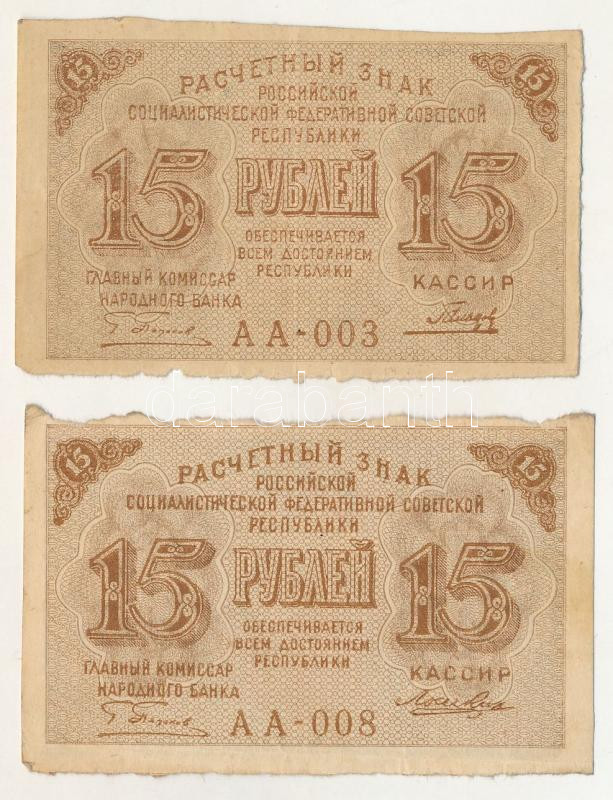 15 РАСЧЕТНЫЙ ЗНАК 15
РОССИЙСКОЙ
СОЦИАЛИСТИЧЕСКОЙ ФЕДЕРАТИВНОЙ СОВЕТСКОЙ
РЕСПУБЛИКИ
15 РУБЛЕЙ 15
ОБЕСПЕЧИВАЕТСЯ
ВСЕМ ДОСТОЯНИЕМ
РЕСПУБЛИКИ
ГЛАВНЫЙ КОМИССАР
НАРОДНОГО БАНКА
КАССИР
АА-003
darabanth
15 РАСЧЕТНЫЙ ЗНАК 15
РОССИЙСКОЙ
СОЦИАЛИСТИЧЕСКОЙ ФЕДЕРАТИВНОЙ СОВЕТСКОЙ
РЕСПУБЛИКИ
15 РУБЛЕЙ 15
ОБЕСПЕЧИВАЕТСЯ
ВСЕМ ДОСТОЯНИЕМ
РЕСПУБЛИКИ
ГЛАВНЫЙ КОМИССАР
НАРОДНОГО БАНКА
КАССИР
АА-008